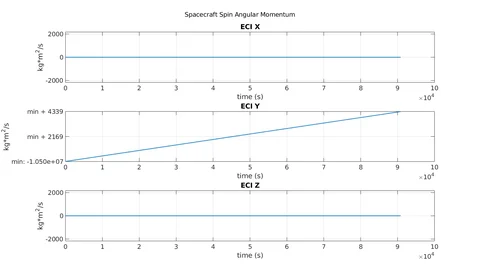 Spacecraft Spin Angular Momentum
ECI X
2000
0
-2000
kg*m²/s
0 1 2 3 4 5 6 7 8 9 10
time (s)
×10⁴
ECI Y
min + 4339
min + 2169
min: -1.050e+07
kg*m²/s
0 1 2 3 4 5 6 7 8 9 10
time (s)
×10⁴
ECI Z
2000
0
-2000
kg*m²/s
0 1 2 3 4 5 6 7 8 9 10
time (s)
×10⁴